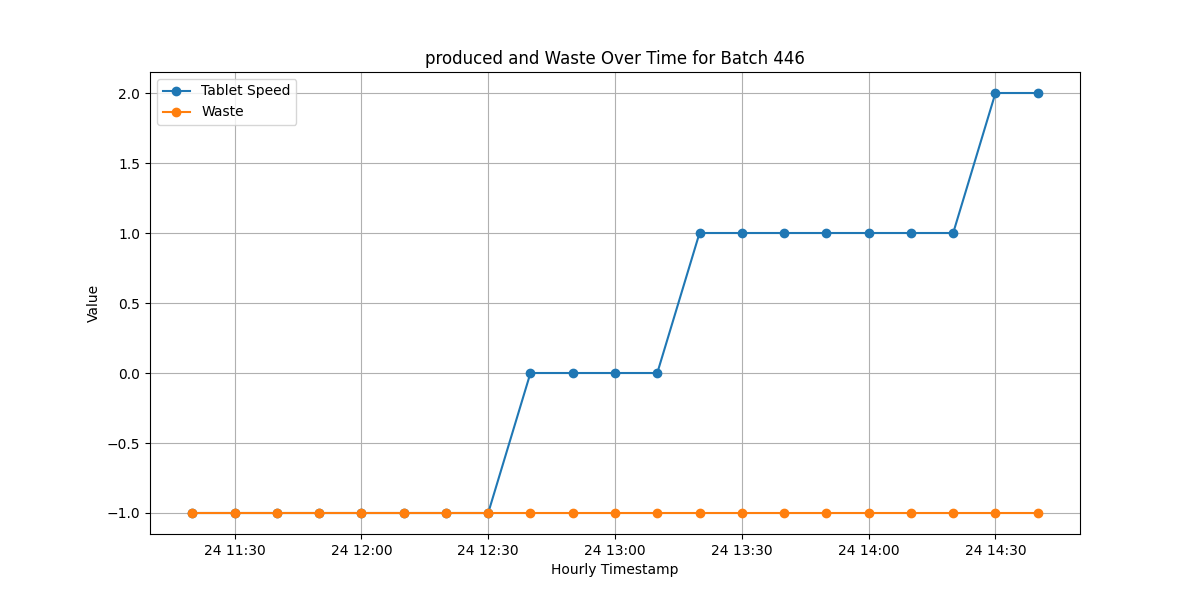 produced and Waste Over Time for Batch 446
Tablet Speed
Waste
2.0
1.5
1.0
0.5
0.0
−0.5
−1.0
Value
24 11:30 24 12:00 24 12:30 24 13:00 24 13:30 24 14:00 24 14:30
Hourly Timestamp